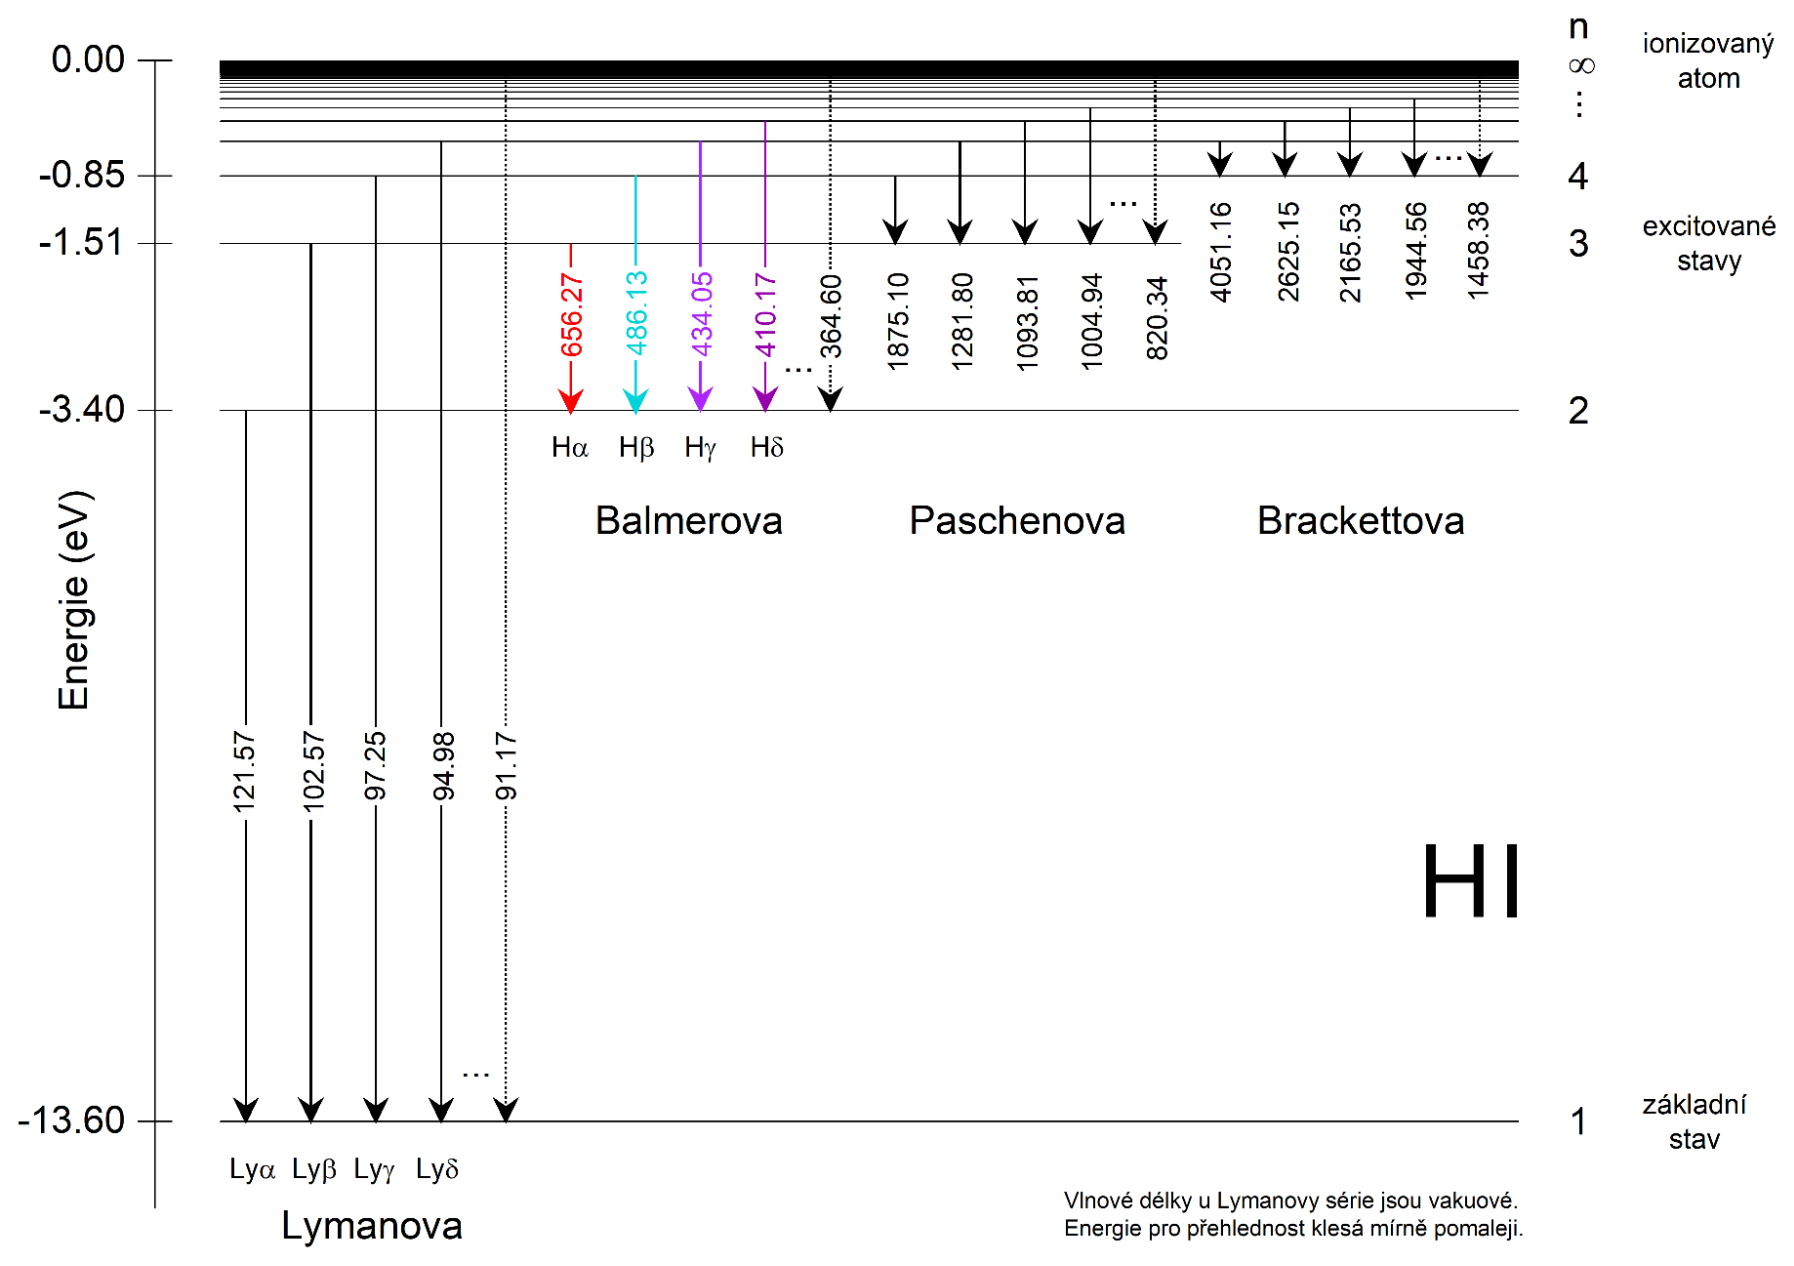 n
0.00
∞
ionizovaný
atom
...
-0.85
4
-1.51
3
excitované
stavy
...
...
4051.16
2625.15
2165.53
1944.56
1458.38
656.27
486.13
434.05
410.17
...
364.60
1875.10
1281.80
1093.81
1004.94
820.34
-3.40
2
Hα
Hβ
Hγ
Hδ
Balmerova
Paschenova
Brackettova
Energie (eV)
121.57
102.57
97.25
94.98
91.17
HI
...
-13.60
1
základní
stav
Lyα
Lyβ
Lyγ
Lyδ
Lymanova
Vlnové délky u Lymanovy série jsou vakuové.
Energie pro přehlednost klesá mírně pomaleji.